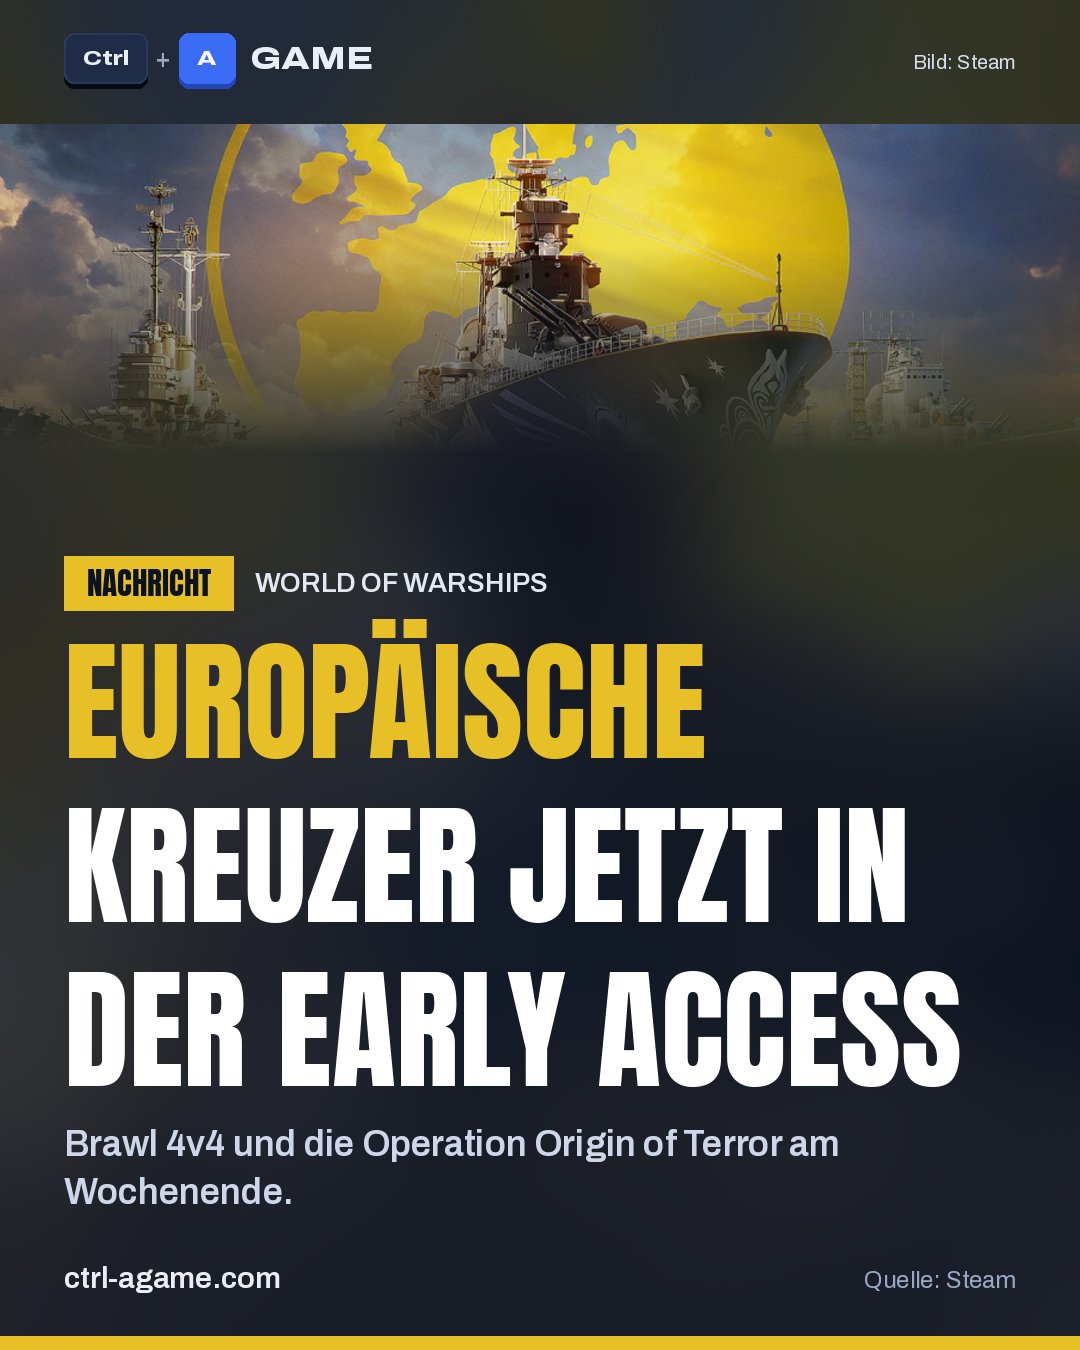 Ctrl + A GAME
Bild: Steam
NACHRICHT WORLD OF WARSHIPS
EUROPÄISCHE
KREUZER JETZT IN
DER EARLY ACCESS
Brawl 4v4 und die Operation Origin of Terror am
Wochenende.
ctrl-agame.com
Quelle: Steam